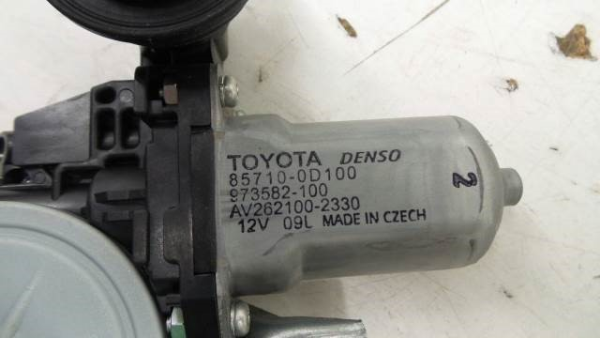 TOYOTA DENSO
85710-0D100
973582-100
AV262100-2330
12V 09L MADE IN CZECH
2